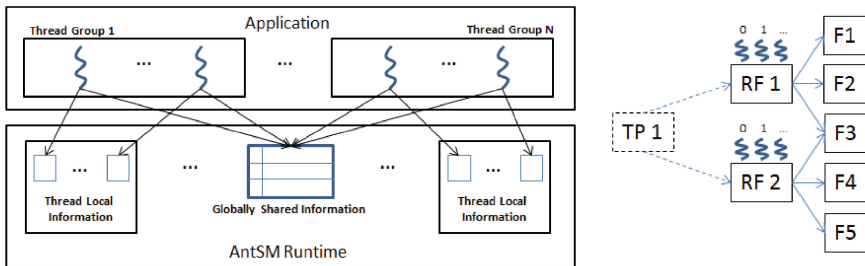 Application
Thread Group 1
Thread Group N
...
...
...
...
...
...
Thread Local
Information
Globally Shared Information
Thread Local
Information
AntSM Runtime
0 1 ...
RF 1
TP 1
0 1 ...
RF 2
F1
F2
F3
F4
F5